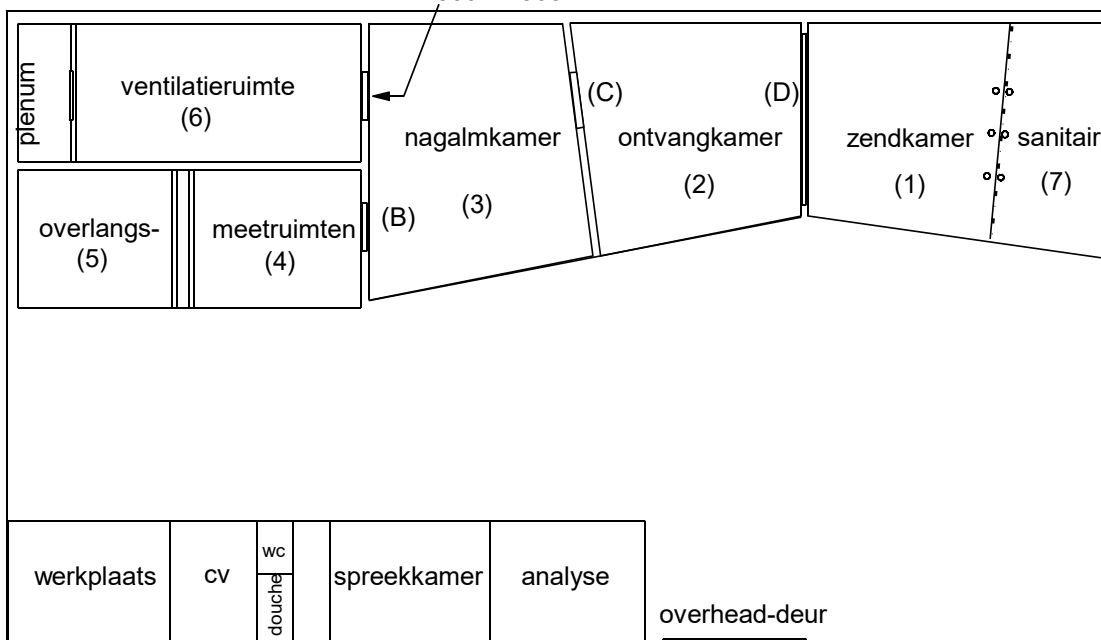 plenum
ventilatieruimte
(6)
nagalmkamer
(3)
(C)
ontvangkamer
(2)
(D)
zendkamer
(1)
sanitair
(7)
overlangs-
(5)
meetruimten
(4)
(B)
werkplaats
cv
wc
douche
spreekkamer
analyse
overhead-deur